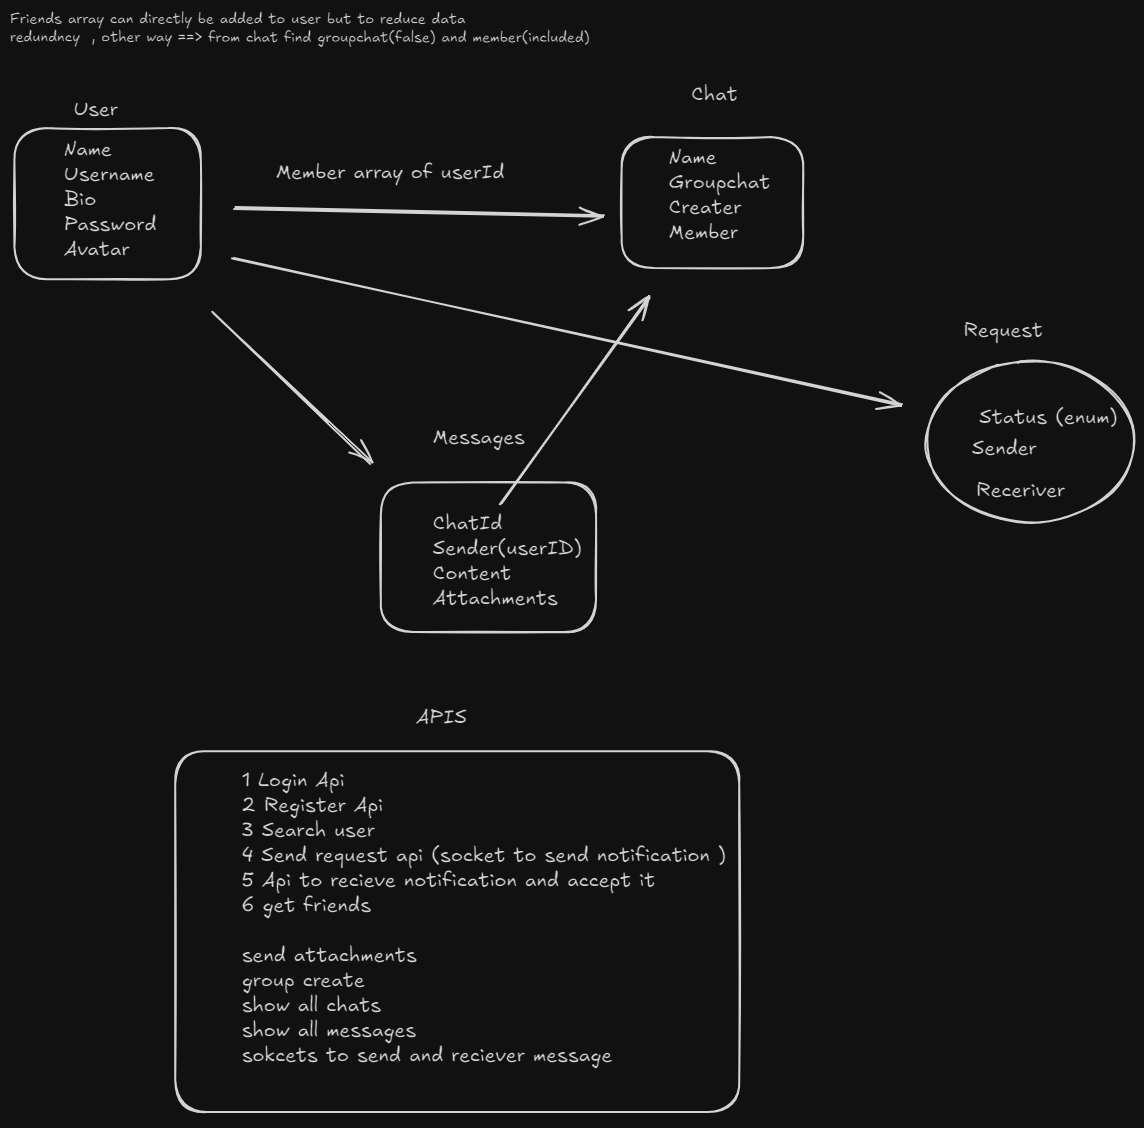 Friends array can directly be added to user but to reduce data
redundncy , other way ==> from chat find groupchat(false) and member(included)
User
Name
Username
Bio
Password
Avatar
Member array of userId
Chat
Name
Groupchat
Creater
Member
Request
Status (enum)
Sender
Receriver
Messages
ChatId
Sender(userID)
Content
Attachments
APIS
1 Login Api
2 Register Api
3 Search user
4 Send request api (socket to send notification )
5 Api to recieve notification and accept it
6 get friends
send attachments
group create
show all chats
show all messages
sokcets to send and reciever message